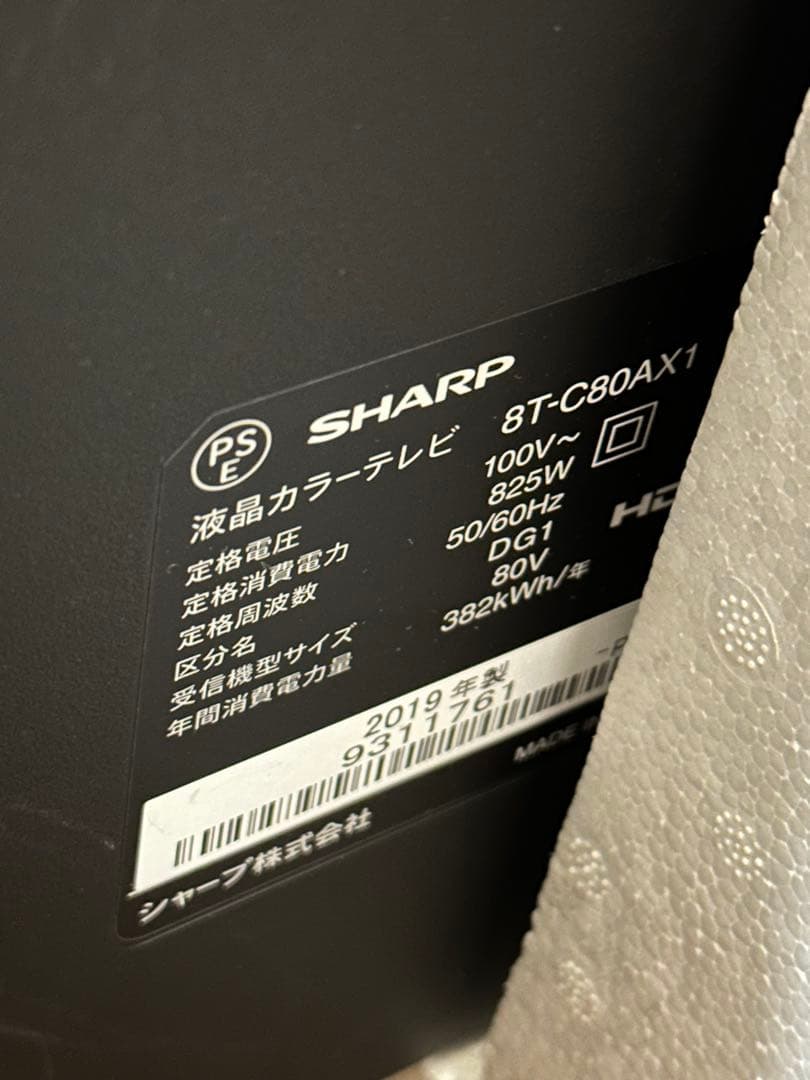 PSE
SHARP
液晶カラーテレビ 8T-C80AX1
定格電圧 100V~
定格消費電力 825W
定格周波数 50/60Hz
区分名 DG1
受信機型サイズ 80V
年間消費電力量 382kWh/年
HD
2019 年製
9311761
MADE
シャープ株式会社